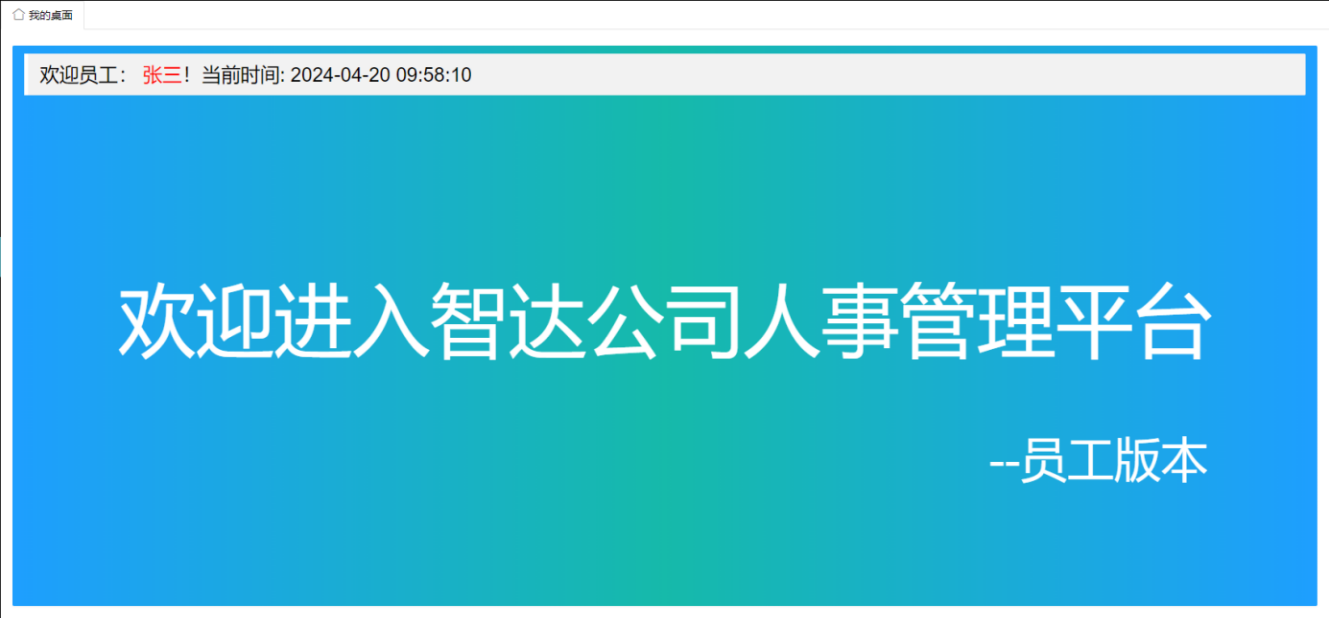 我的桌面
欢迎员工： 张三！当前时间: 2024-04-20 09:58:10
欢迎进入智达公司人事管理平台
--员工版本